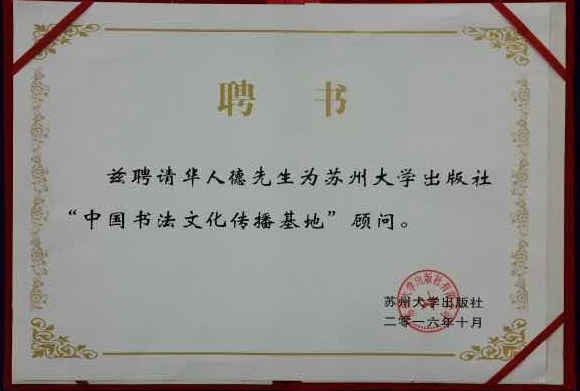 聘 书
兹聘请华人德先生为苏州大学出版社
“中国书法文化传播基地”顾问。
苏州大学出版社
二零一六年十月